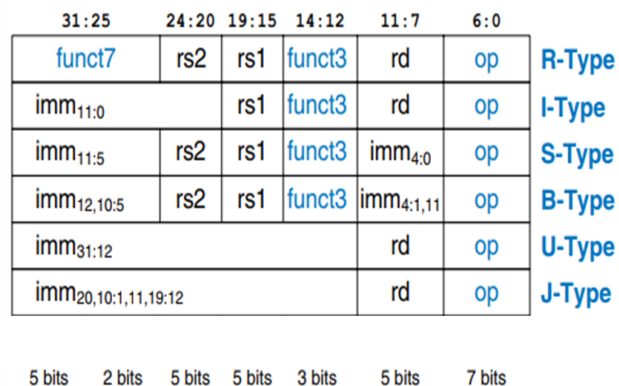 31:25 24:20 19:15 14:12 11:7 6:0
funct7 rs2 rs1 funct3 rd op R-Type
imm11:0 rs1 funct3 rd op I-Type
imm11:5 rs2 rs1 funct3 imm4:0 op S-Type
imm12,10:5 rs2 rs1 funct3 imm4:1,11 op B-Type
imm31:12 rd op U-Type
imm20,10:1,11,19:12 rd op J-Type
5 bits 2 bits 5 bits 5 bits 3 bits 5 bits 7 bits